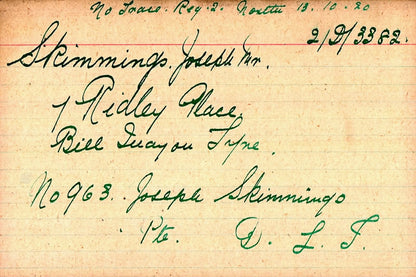 No Trace. Reg. 2. North 13.10.20
2/D/3382.
Skimmings. Joseph Mr.
7 Ridley Place
Bill Quay on Tyne.
No 963. Joseph Skimmings
Pte. D. L. I.